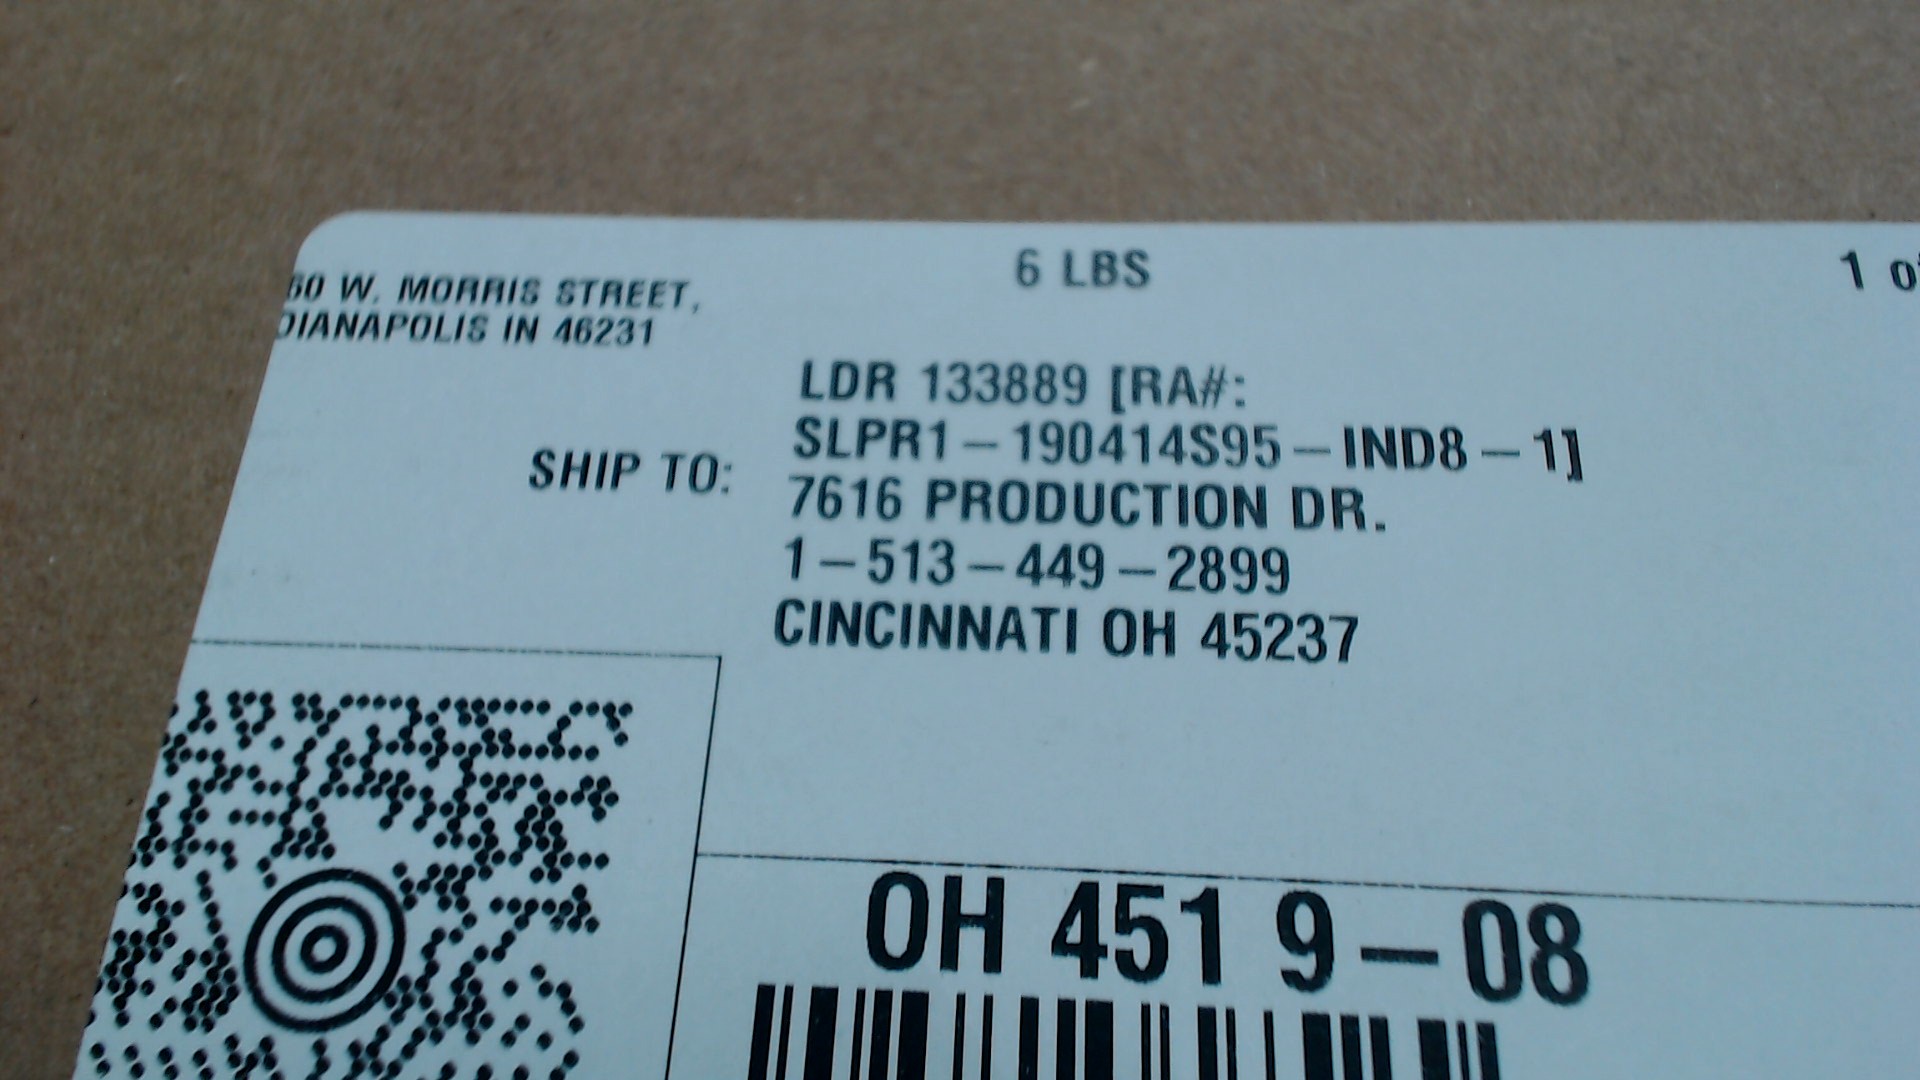 60 W. MORRIS STREET,
DIANAPOLIS IN 46231
6 LBS
1 of
LDR 133889 [RA#:
SLPR1-190414S95-IND8-1]
SHIP TO:
7616 PRODUCTION DR.
1-513-449-2899
CINCINNATI OH 45237
OH 451 9-08